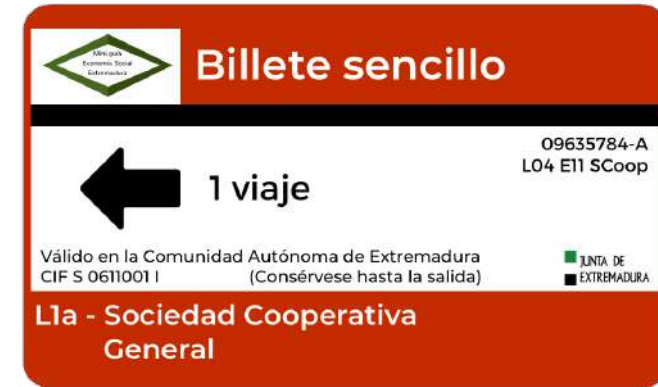 Mini guía
Economía Social
Extremadura
Billete sencillo
09635784-A
L04 E11 SCoop
1 viaje
Válido en la Comunidad Autónoma de Extremadura
CIF S 0611001 I (Consérvese hasta la salida)
JUNTA DE
EXTREMADURA
L1a - Sociedad Cooperativa
General